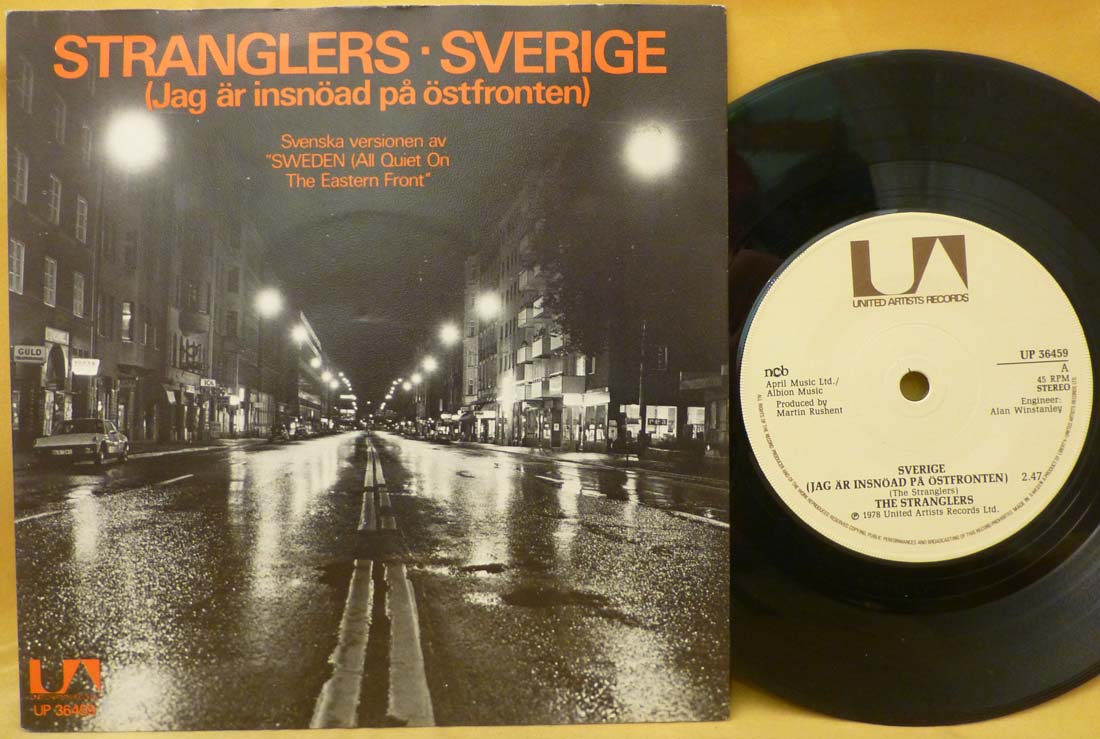 STRANGLERS · SVERIGE
(Jag är insnöad på östfronten)
Svenska versionen av
"SWEDEN (All Quiet On
The Eastern Front"
GULD
ICA
UA
UP 36459
UA
UNITED ARTISTS RECORDS
UP 36459
A
45 RPM
STEREO
Engineer:
Alan Winstanley
ncb
April Music Ltd./
Albion Music
Produced by
Martin Rushent
SVERIGE
(JAG ÄR INSNÖAD PÅ ÖSTFRONTEN) 2.47
(The Stranglers)
THE STRANGLERS
℗ 1978 United Artists Records Ltd.